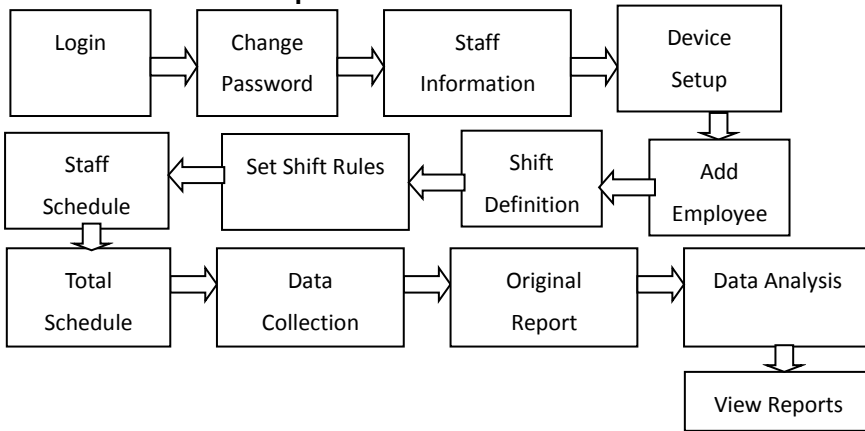 Login
Change
Password
Staff
Information
Device
Setup
Add
Employee
Shift
Definition
Set Shift Rules
Staff
Schedule
Total
Schedule
Data
Collection
Original
Report
Data Analysis
View Reports